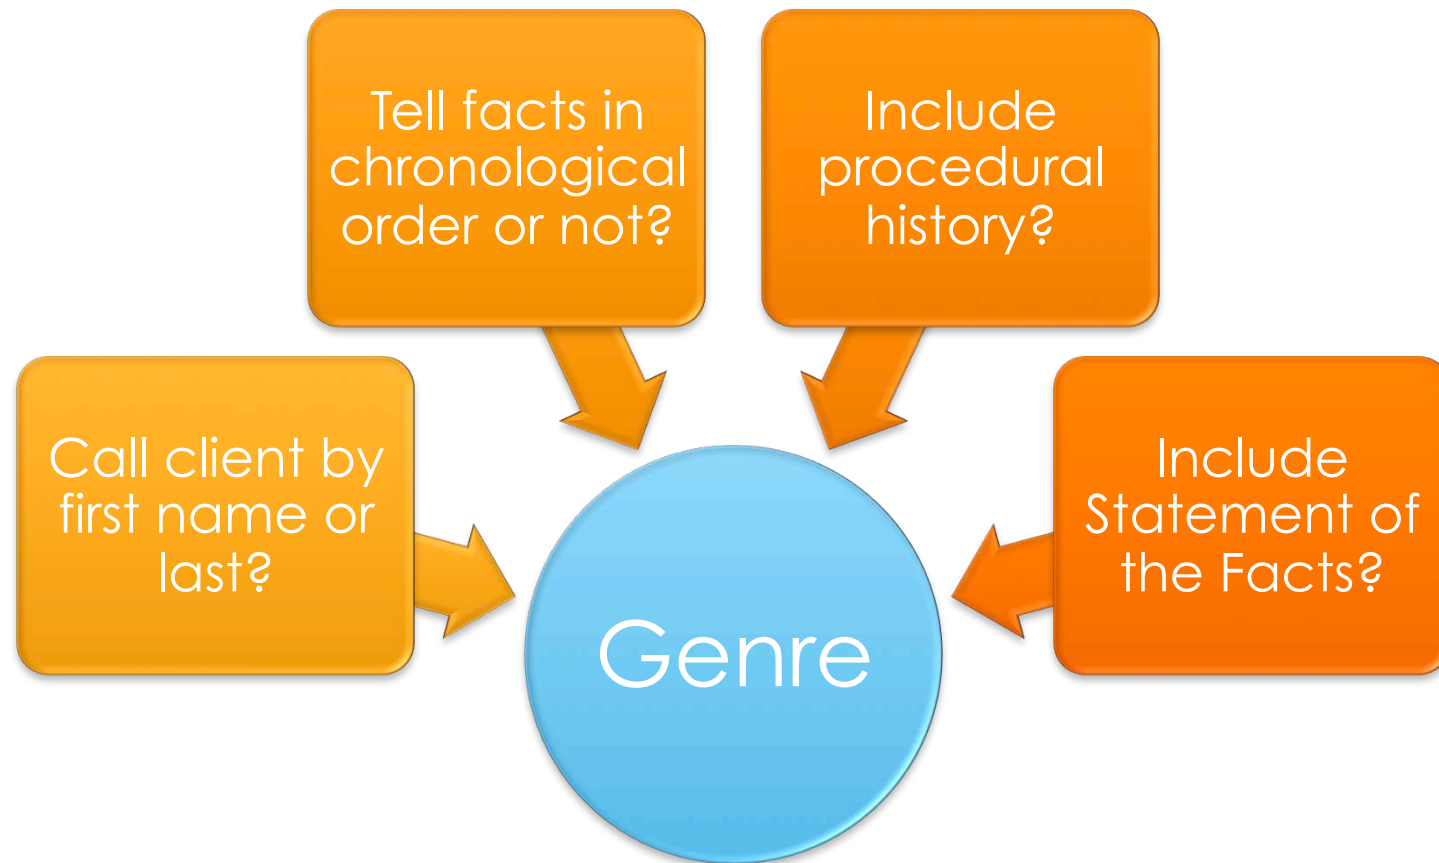 Tell facts in
chronological
order or not?
Include
procedural
history?
Call client by
first name or
last?
Include
Statement of
the Facts?
Genre